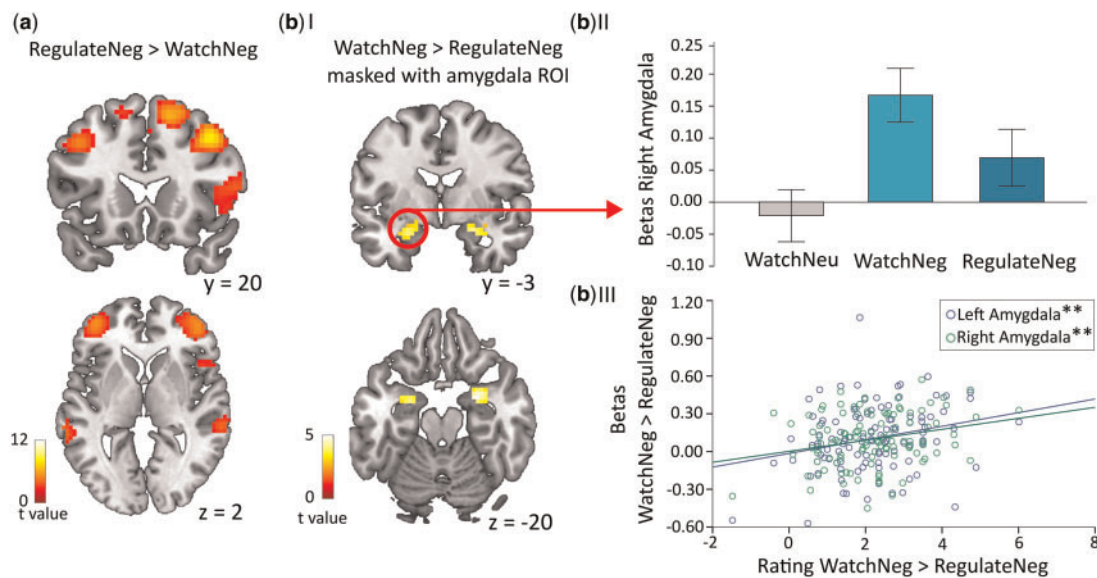 (a)
RegulateNeg > WatchNeg
y = 20
12
0
t value
z = 2
(b) I
WatchNeg > RegulateNeg
masked with amygdala ROI
y = -3
5
0
t value
z = -20
(b)II
Betas Right Amygdala
0.25
0.20
0.15
0.10
0.05
0.00
-0.05
-0.10
WatchNeu WatchNeg RegulateNeg
(b)III
Betas
WatchNeg > RegulateNeg
1.20
0.60
0.30
0.00
-0.30
-0.60
Left Amygdala**
Right Amygdala**
-2 0 2 4 6 8
Rating WatchNeg > RegulateNeg